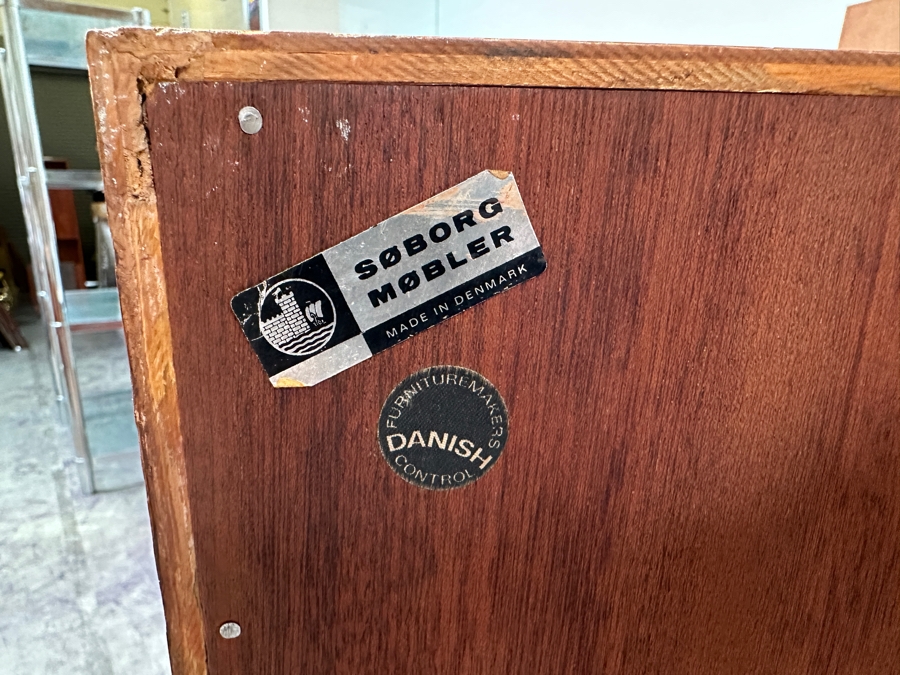 SØBORG
MØBLER
MADE IN DENMARK
FURNITUREMAKERS
DANISH
CONTROL